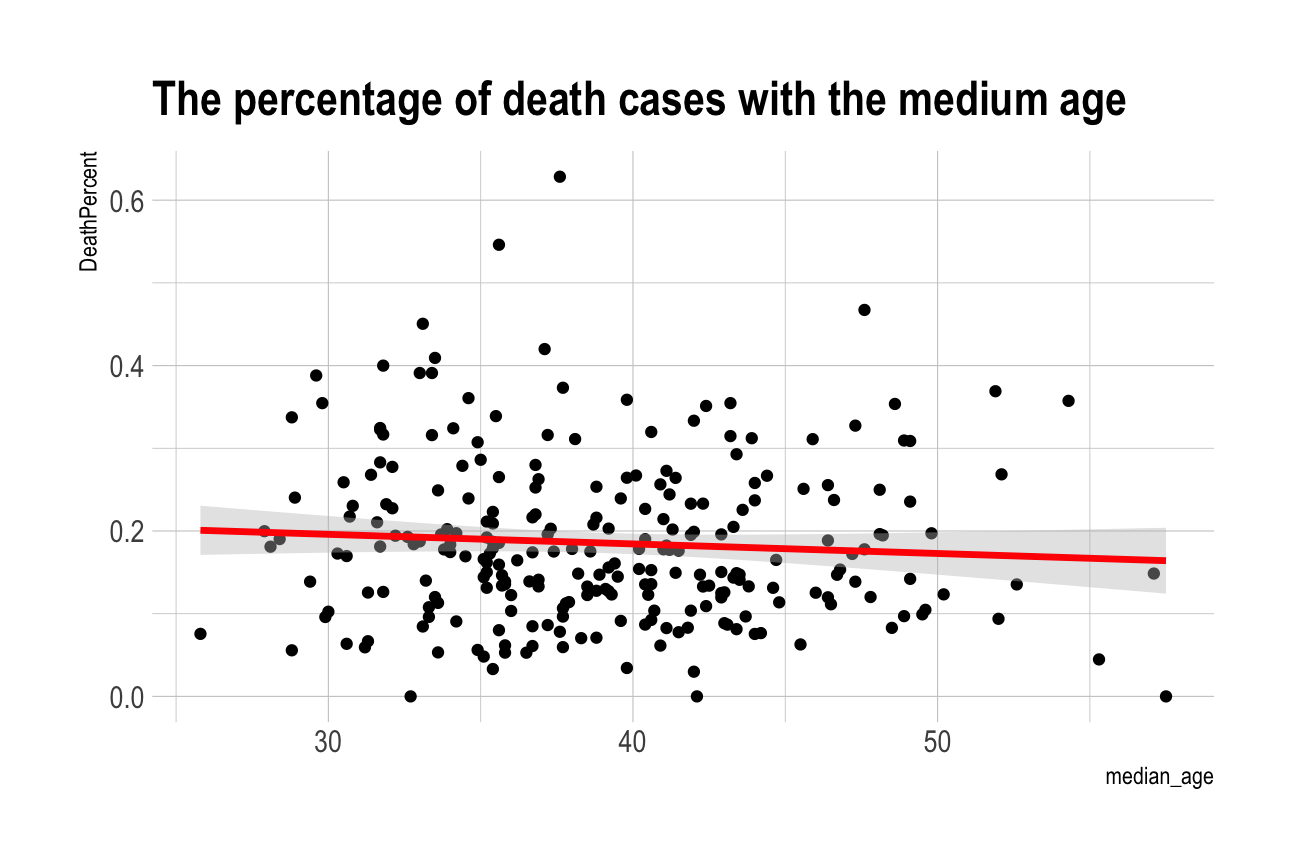 The percentage of death cases with the medium age
DeathPercent
0.6
0.4
0.2
0.0
30 40 50
median_age